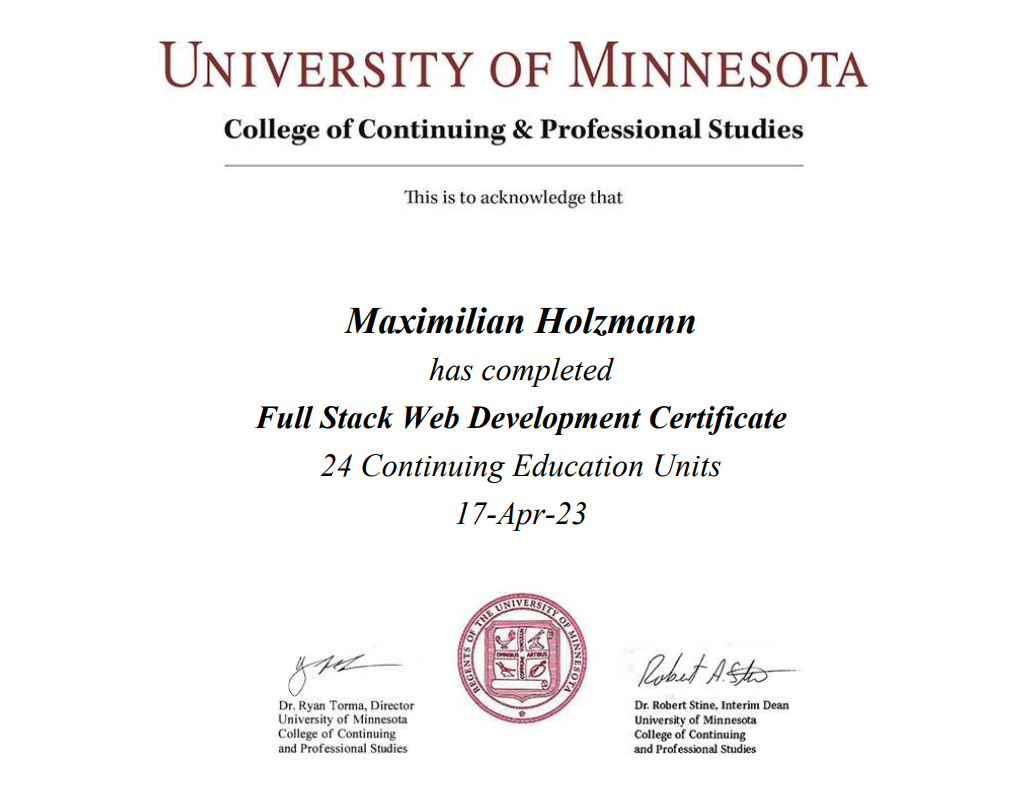 UNIVERSITY OF MINNESOTA
College of Continuing & Professional Studies
This is to acknowledge that
Maximilian Holzmann
has completed
Full Stack Web Development Certificate
24 Continuing Education Units
17-Apr-23
REGENTS OF THE UNIVERSITY OF MINNESOTA
OMNIBUS ARTIBUS
COMMUNE VINCULUM
Robert A. Stine
Dr. Ryan Torma, Director
University of Minnesota
College of Continuing
and Professional Studies
Dr. Robert Stine, Interim Dean
University of Minnesota
College of Continuing
and Professional Studies